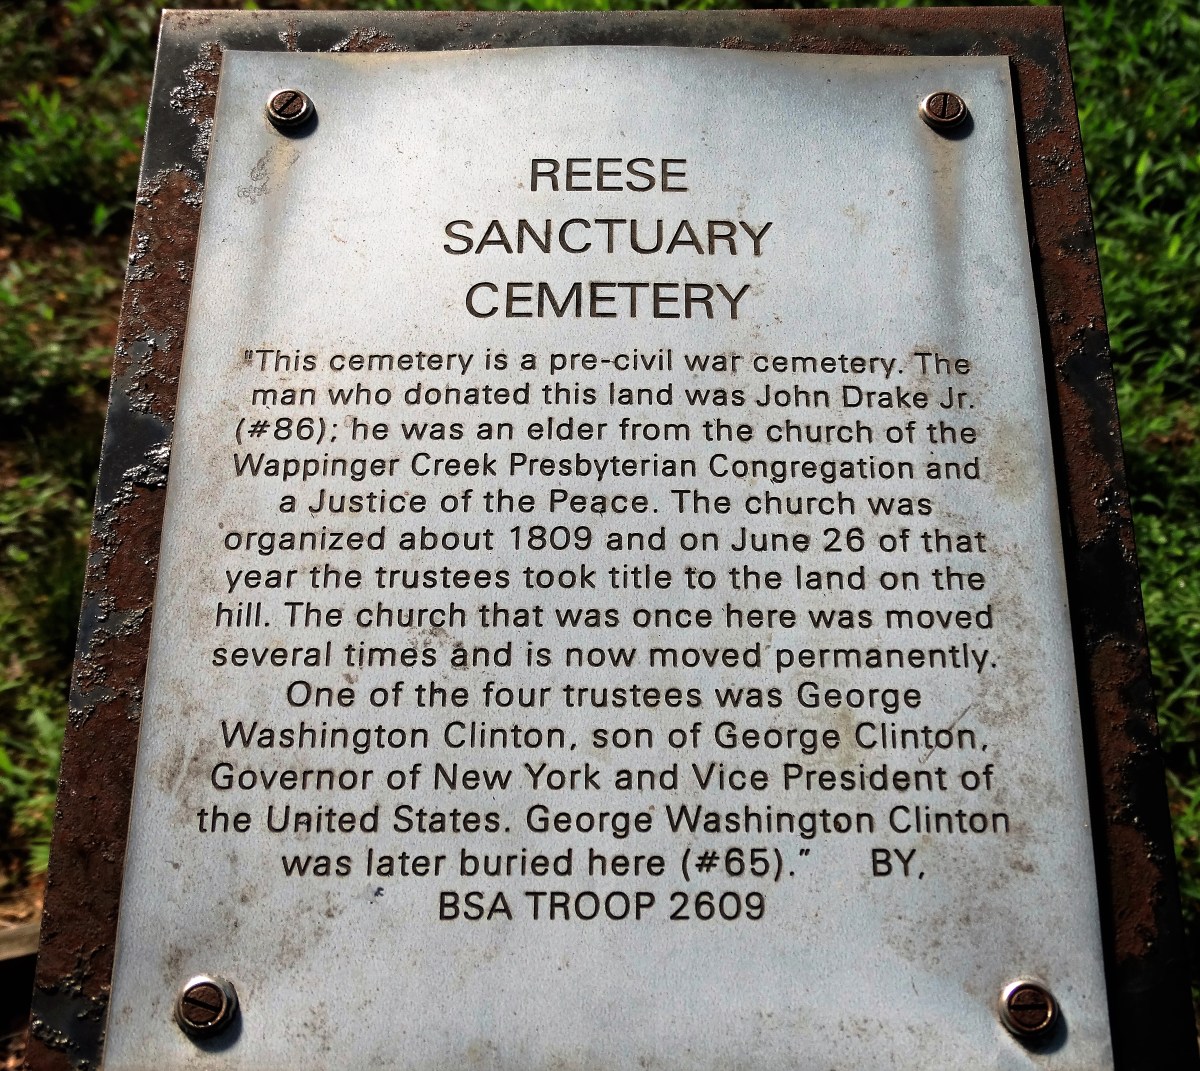 REESE
SANCTUARY
CEMETERY
"This cemetery is a pre-civil war cemetery. The
man who donated this land was John Drake Jr.
(#86); he was an elder from the church of the
Wappinger Creek Presbyterian Congregation and
a Justice of the Peace. The church was
organized about 1809 and on June 26 of that
year the trustees took title to the land on the
hill. The church that was once here was moved
several times and is now moved permanently.
One of the four trustees was George
Washington Clinton, son of George Clinton,
Governor of New York and Vice President of
the United States. George Washington Clinton
was later buried here (#65)." BY,
BSA TROOP 2609